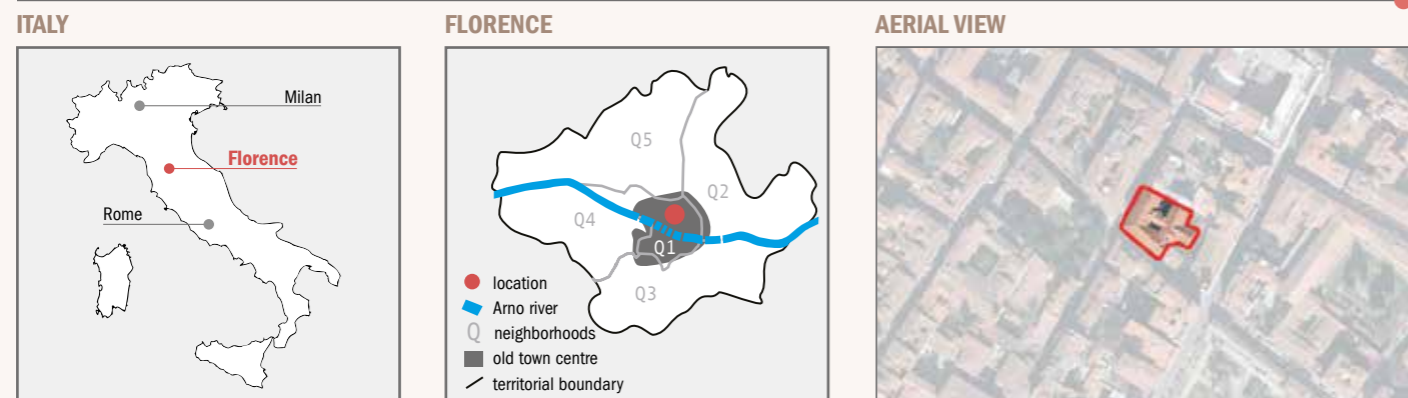 ITALY
Milan
Florence
Rome
FLORENCE
Q5
Q2
Q4
Q1
Q3
location
Arno river
Q neighborhoods
old town centre
territorial boundary
AERIAL VIEW